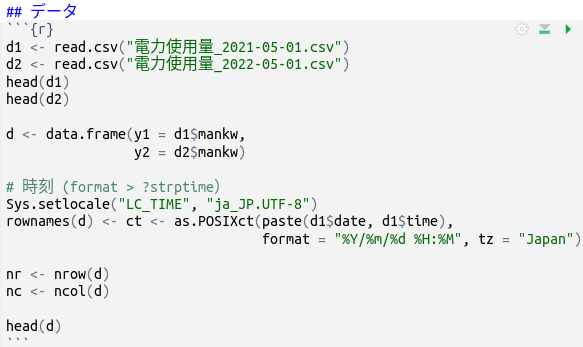 ## データ
```{r}
d1 <- read.csv("電力使用量_2021-05-01.csv")
d2 <- read.csv("電力使用量_2022-05-01.csv")
head(d1)
head(d2)

d <- data.frame(y1 = d1$mankw,
                y2 = d2$mankw)

# 時刻（format > ?strptime）
Sys.setlocale("LC_TIME", "ja_JP.UTF-8")
rownames(d) <- ct <- as.POSIXct(paste(d1$date, d1$time),
                                format = "%Y/%m/%d %H:%M", tz = "Japan")

nr <- nrow(d)
nc <- ncol(d)

head(d)
```